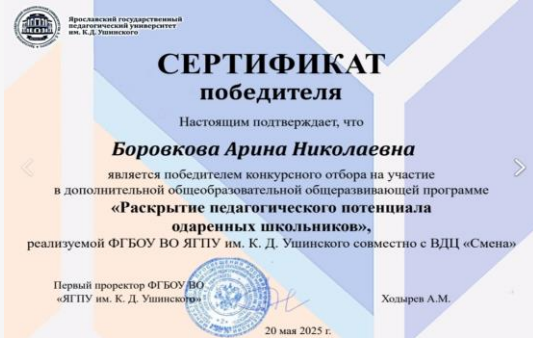 Ярославский государственный
педагогический университет
им. К.Д. Ушинского
СЕРТИФИКАТ
победителя
Настоящим подтверждает, что
Боровкова Арина Николаевна
является победителем конкурсного отбора на участие
в дополнительной общеобразовательной общеразвивающей программе
«Раскрытие педагогического потенциала
одаренных школьников»,
реализуемой ФГБОУ ВО ЯГПУ им. К. Д. Ушинского совместно с ВДЦ «Смена»
Первый проректор ФГБОУ ВО
«ЯГПУ им. К. Д. Ушинского»
Ходырев А.М.
20 мая 2025 г.